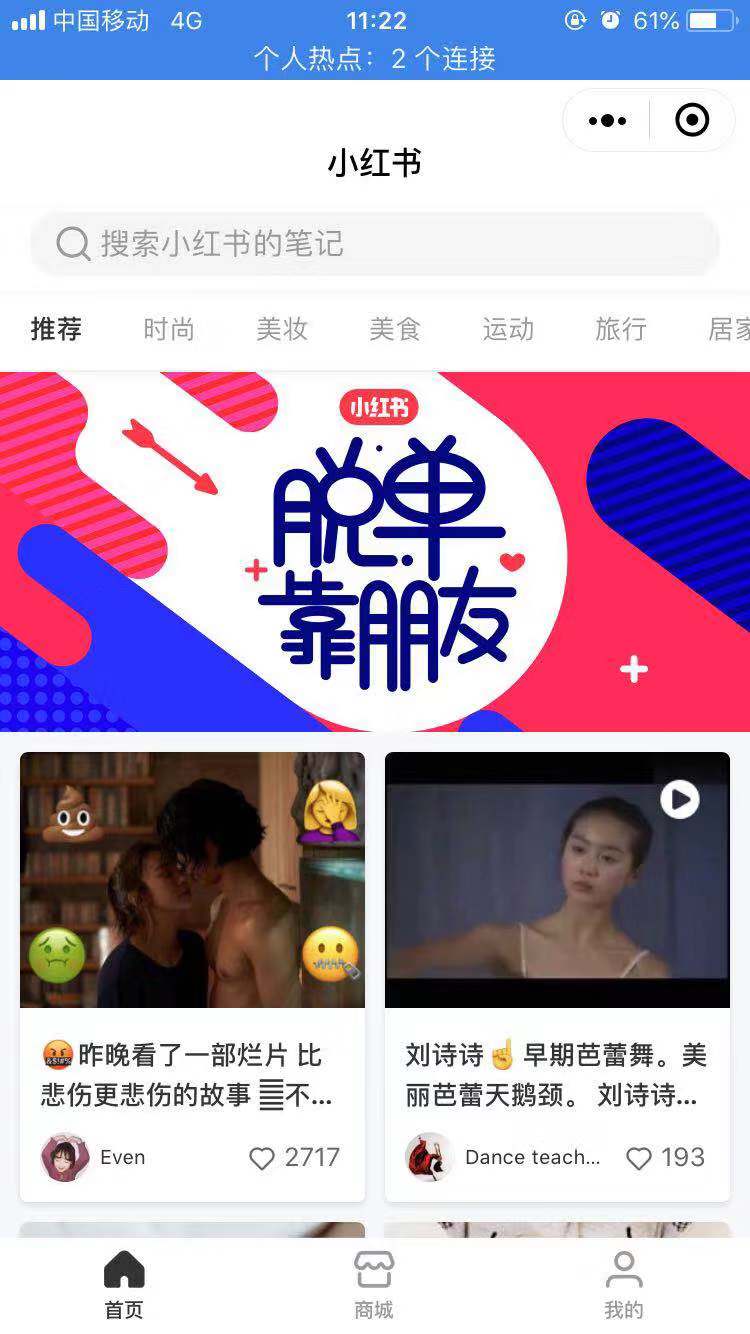 中国移动 4G 11:22 61%
个人热点：2 个连接
小红书
搜索小红书的笔记
推荐 时尚 美妆 美食 运动 旅行 居家
小红书
脱单
靠朋友
昨晚看了一部烂片 比
悲伤更悲伤的故事 不...
Even 2717
刘诗诗☝早期芭蕾舞。美
丽芭蕾天鹅颈。 刘诗诗...
Dance teach... 193
首页 商城 我的